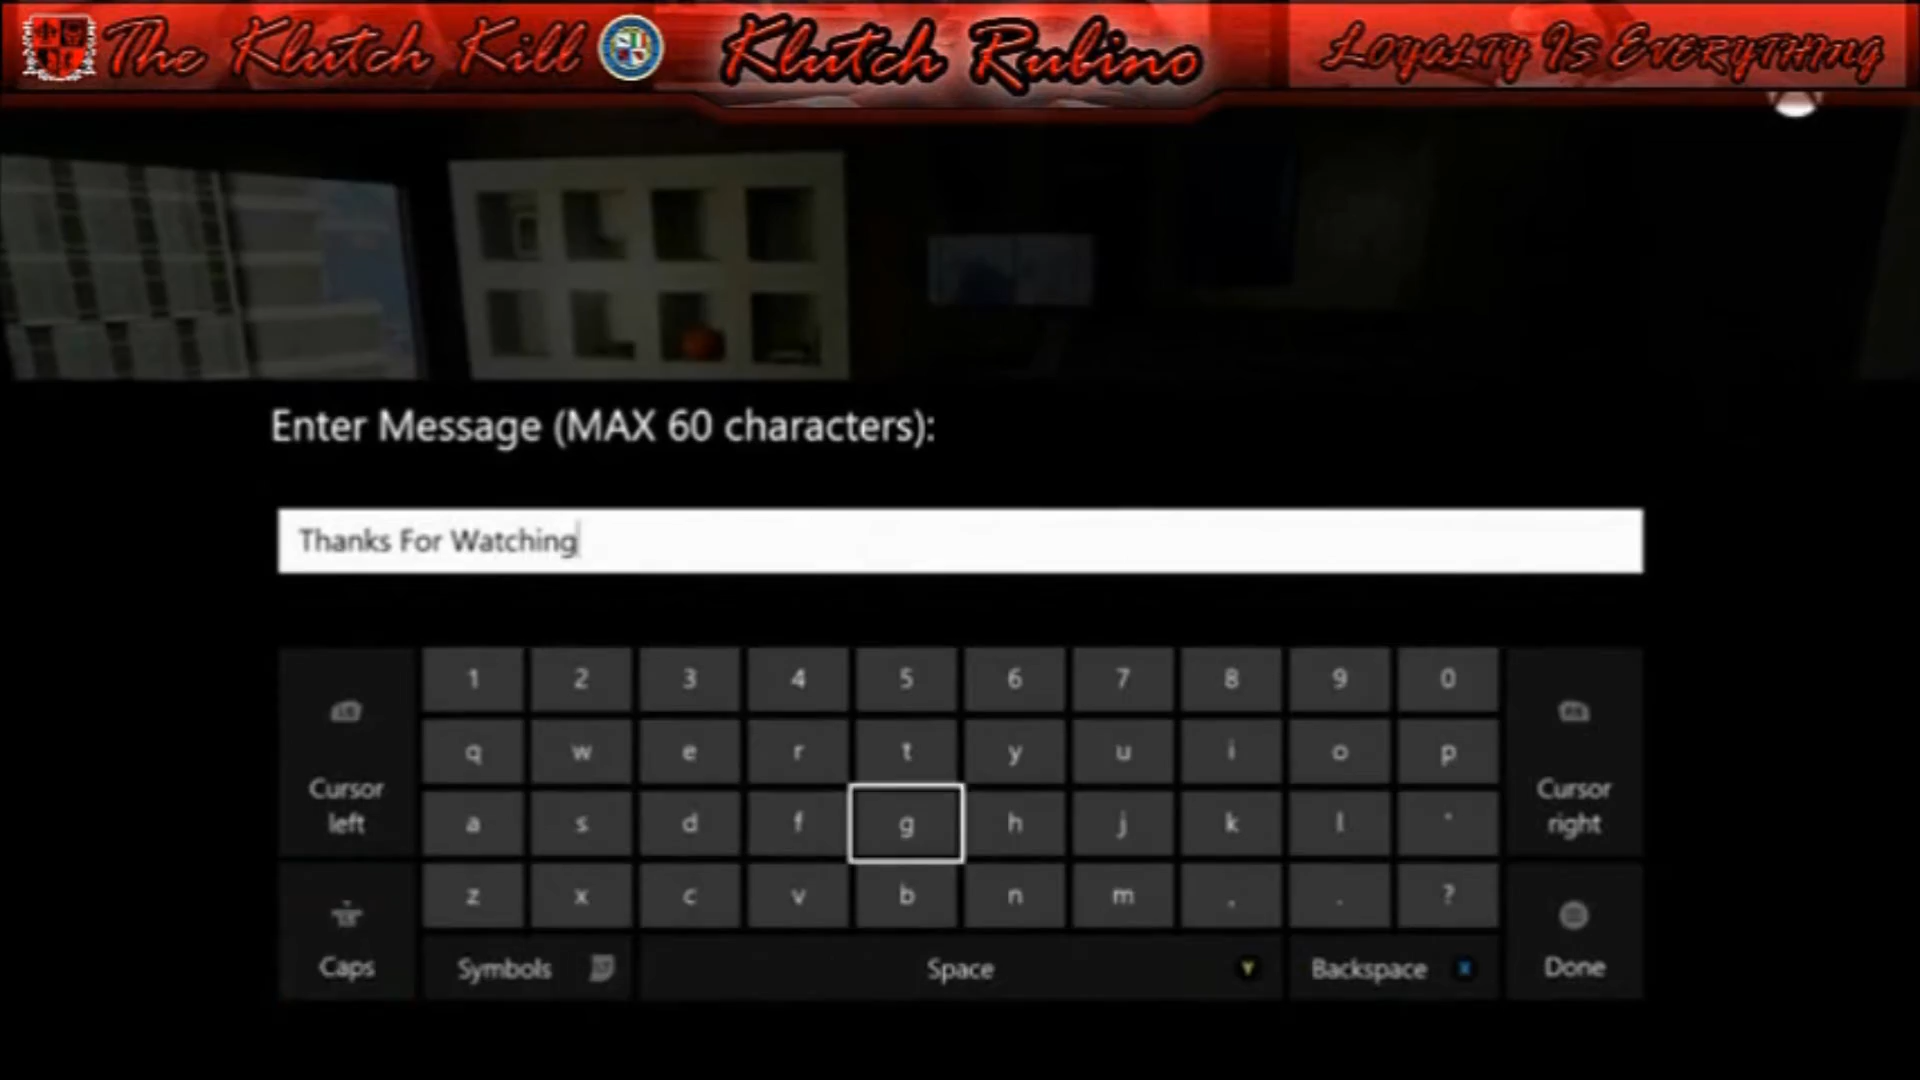 The Klutch Kill
Klutch Rubino
Loyalty Is Everything
Enter Message (MAX 60 characters):
Thanks For Watching
1 2 3 4 5 6 7 8 9 0
q w e r t y u i o p
Cursor left
a s d f g h j k l '
Cursor right
z x c v b n m , . ?
Caps
Symbols
Space Y
Backspace X
Done